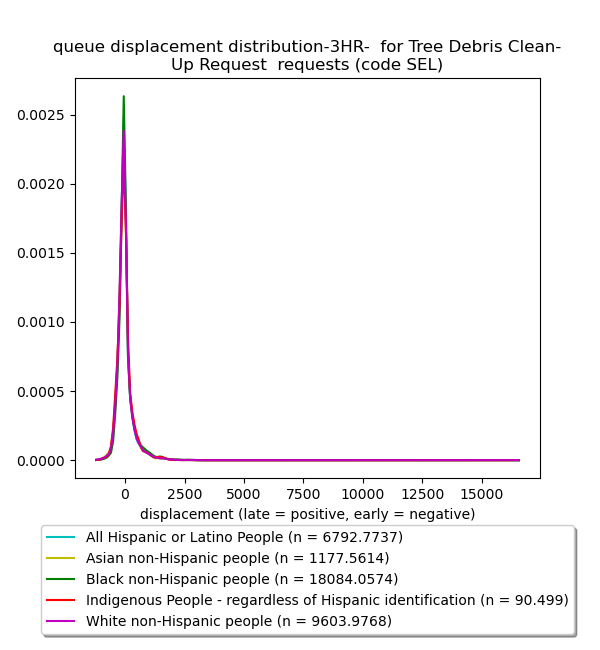 queue displacement distribution-3HR-  for Tree Debris Clean-
Up Request  requests (code SEL)
0.0025
0.0020
0.0015
0.0010
0.0005
0.0000
0 2500 5000 7500 10000 12500 15000
displacement (late = positive, early = negative)
All Hispanic or Latino People (n = 6792.7737)
Asian non-Hispanic people (n = 1177.5614)
Black non-Hispanic people (n = 18084.0574)
Indigenous People - regardless of Hispanic identification (n = 90.499)
White non-Hispanic people (n = 9603.9768)